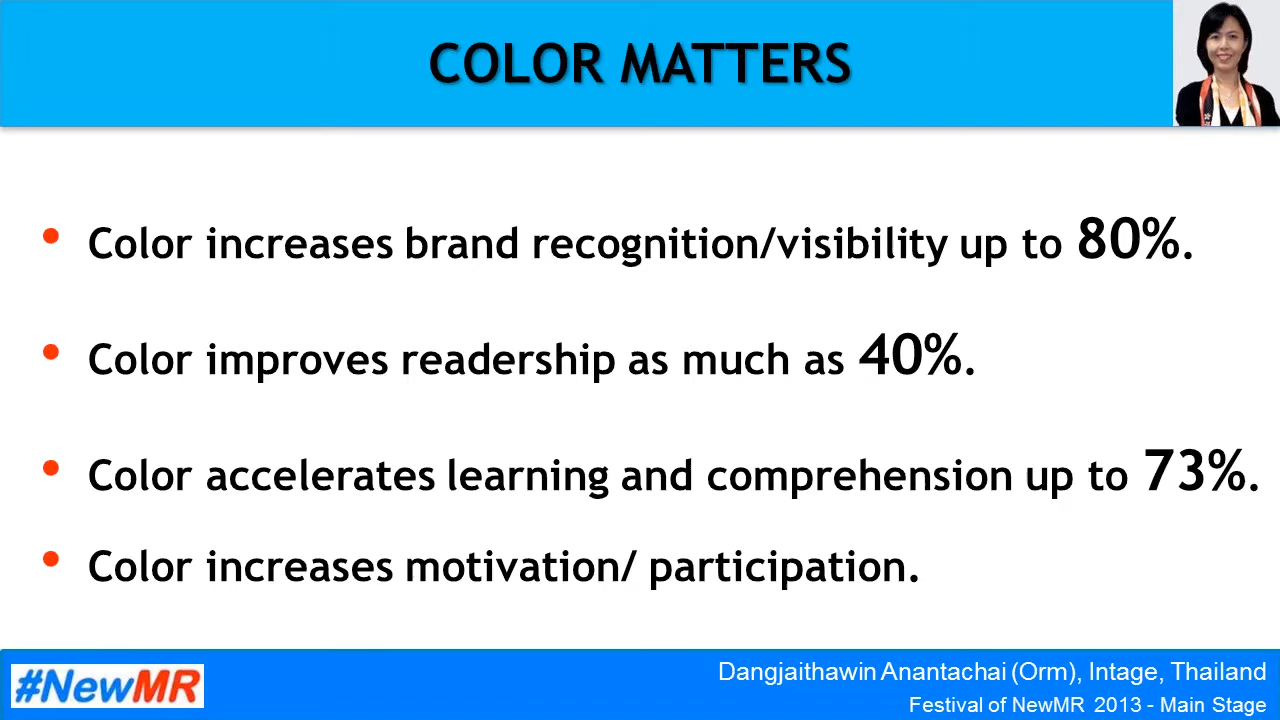 COLOR MATTERS
• Color increases brand recognition/visibility up to 80%.
• Color improves readership as much as 40%.
• Color accelerates learning and comprehension up to 73%.
• Color increases motivation/ participation.
#NewMR
Dangjaithawin Anantachai (Orm), Intage, Thailand
Festival of NewMR 2013 - Main Stage